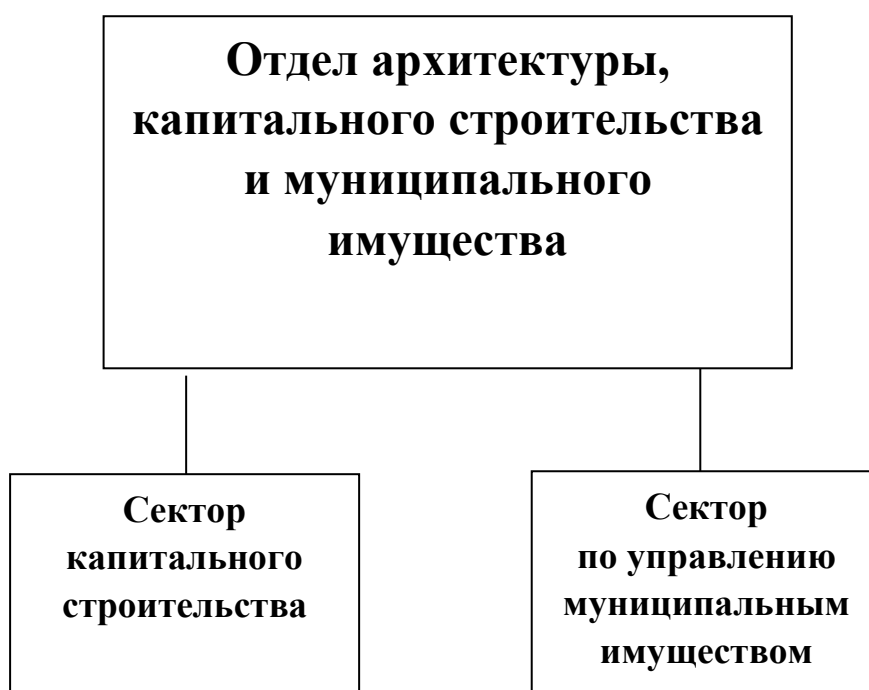 Отдел архитектуры,
капитального строительства
и муниципального
имущества
Сектор
капитального
строительства
Сектор
по управлению
муниципальным
имуществом